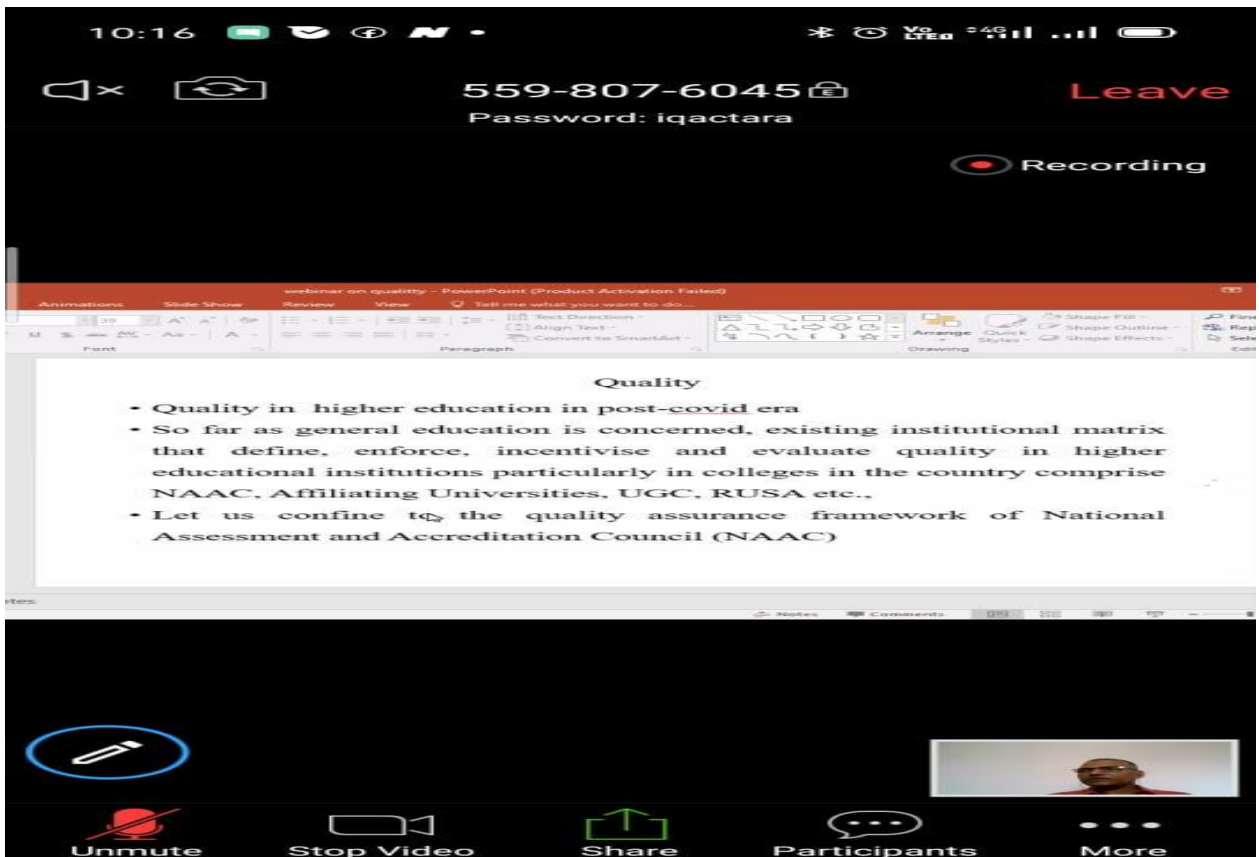 10:16 Vo LTE 4G
559-807-6045 Leave
Password: iqactara
Recording
webinar on qualitty - PowerPoint (Product Activation Failed)
Animations Slide Show Review View Tell me what you want to do...
39 Text Direction Shape Fill
Align Text Arrange Quick Styles Shape Outline
Convert to SmartArt Shape Effects
Font Paragraph Drawing
Quality
• Quality in higher education in post-covid era
• So far as general education is concerned, existing institutional matrix
that define, enforce, incentivise and evaluate quality in higher
educational institutions particularly in colleges in the country comprise
NAAC, Affiliating Universities, UGC, RUSA etc.,
• Let us confine to the quality assurance framework of National
Assessment and Accreditation Council (NAAC)
Notes Comments
Unmute Stop Video Share Participants More